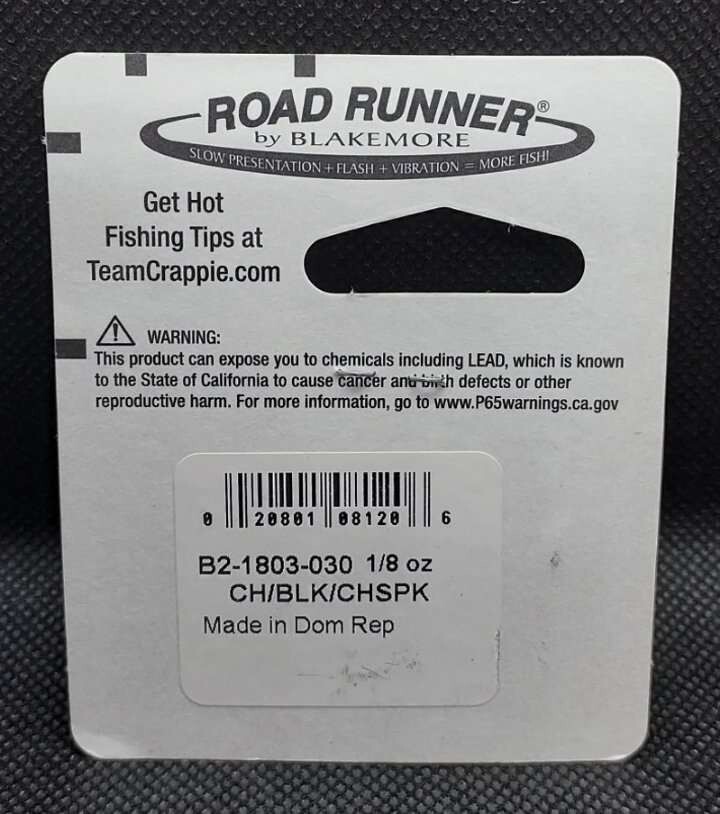 ROAD RUNNER®
by BLAKEMORE
SLOW PRESENTATION + FLASH + VIBRATION = MORE FISH!
Get Hot
Fishing Tips at
TeamCrappie.com
WARNING:
This product can expose you to chemicals including LEAD, which is known
to the State of California to cause cancer and birth defects or other
reproductive harm. For more information, go to www.P65warnings.ca.gov
0 20801 08120 6
B2-1803-030 1/8 oz
CH/BLK/CHSPK
Made in Dom Rep